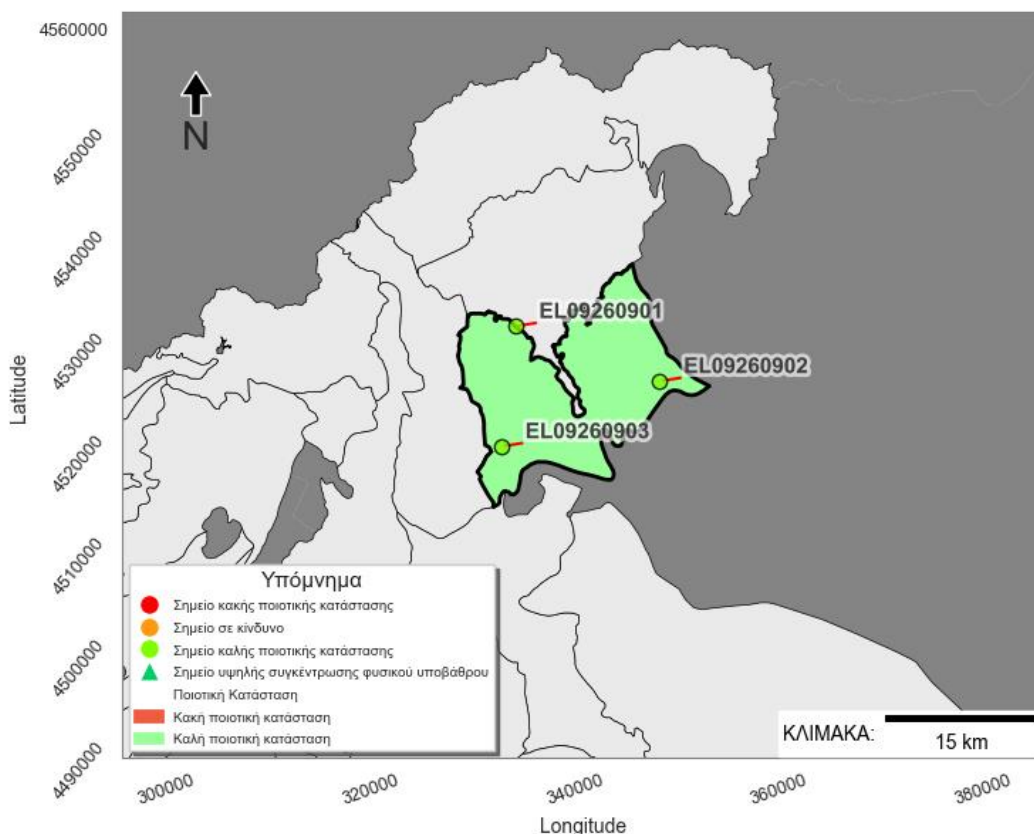 4560000
N
4550000
4540000
4530000
4520000
4510000
4500000
4490000
Latitude
EL09260901
EL09260902
EL09260903
Υπόμνημα
Σημείο κακής ποιοτικής κατάστασης
Σημείο σε κίνδυνο
Σημείο καλής ποιοτικής κατάστασης
Σημείο υψηλής συγκέντρωσης φυσικού υποβάθρου
Ποιοτική Κατάσταση
Κακή ποιοτική κατάσταση
Καλή ποιοτική κατάσταση
ΚΛΙΜΑΚΑ:
15 km
300000
320000
340000
360000
380000
Longitude